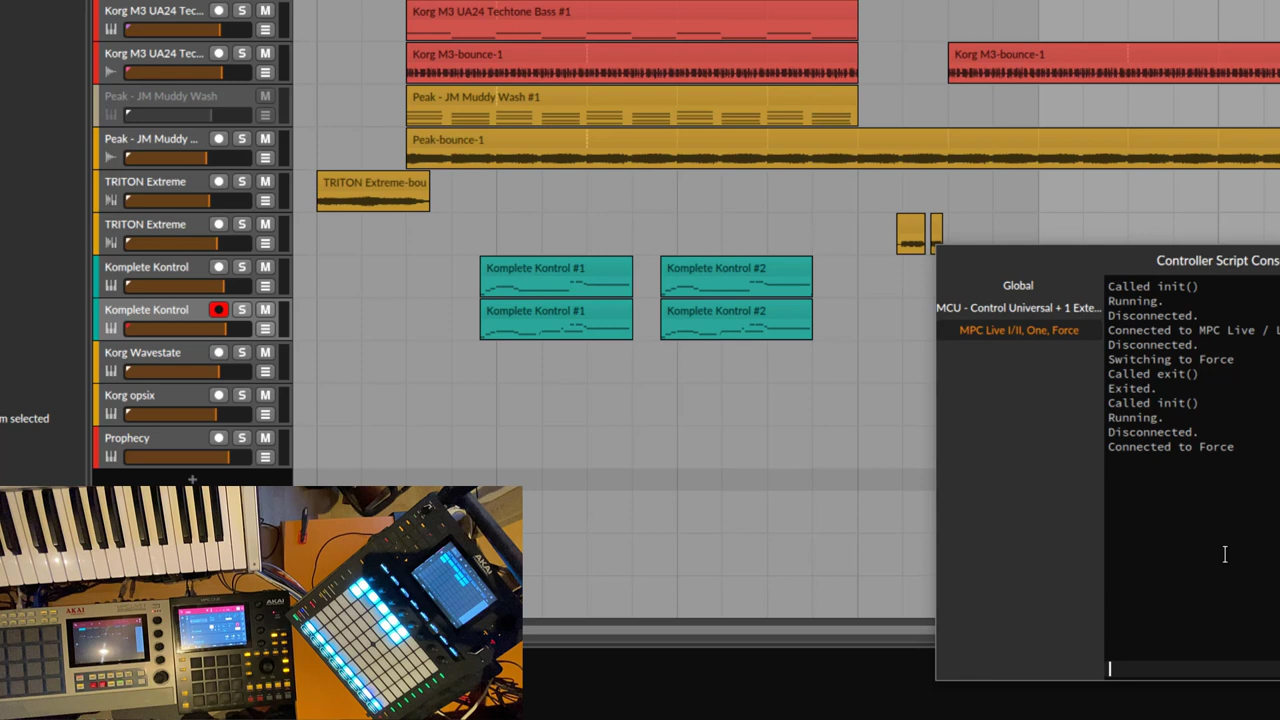 Korg M3 UA24 Tec...
S
M
Korg M3 UA24 Techtone Bass #1
Korg M3 UA24 Tec...
S
M
Korg M3-bounce-1
Korg M3-bounce-1
Peak - JM Muddy Wash
M
Peak - JM Muddy Wash #1
Peak - JM Muddy ...
S
M
Peak-bounce-1
TRITON Extreme
S
M
TRITON Extreme-bou
TRITON Extreme
S
M
Komplete Kontrol
S
M
Komplete Kontrol #1
Komplete Kontrol #2
Komplete Kontrol
S
M
Komplete Kontrol #1
Komplete Kontrol #2
Korg Wavestate
S
M
Korg opsix
S
M
Prophecy
S
M
+
m selected
Controller Script Cons
Global
MCU - Control Universal + 1 Exte...
MPC Live I/II, One, Force
Called init()
Running.
Disconnected.
Connected to MPC Live / L
Disconnected.
Switching to Force
Called exit()
Exited.
Called init()
Running.
Disconnected.
Connected to Force
AKAI
AKAI
AKAI